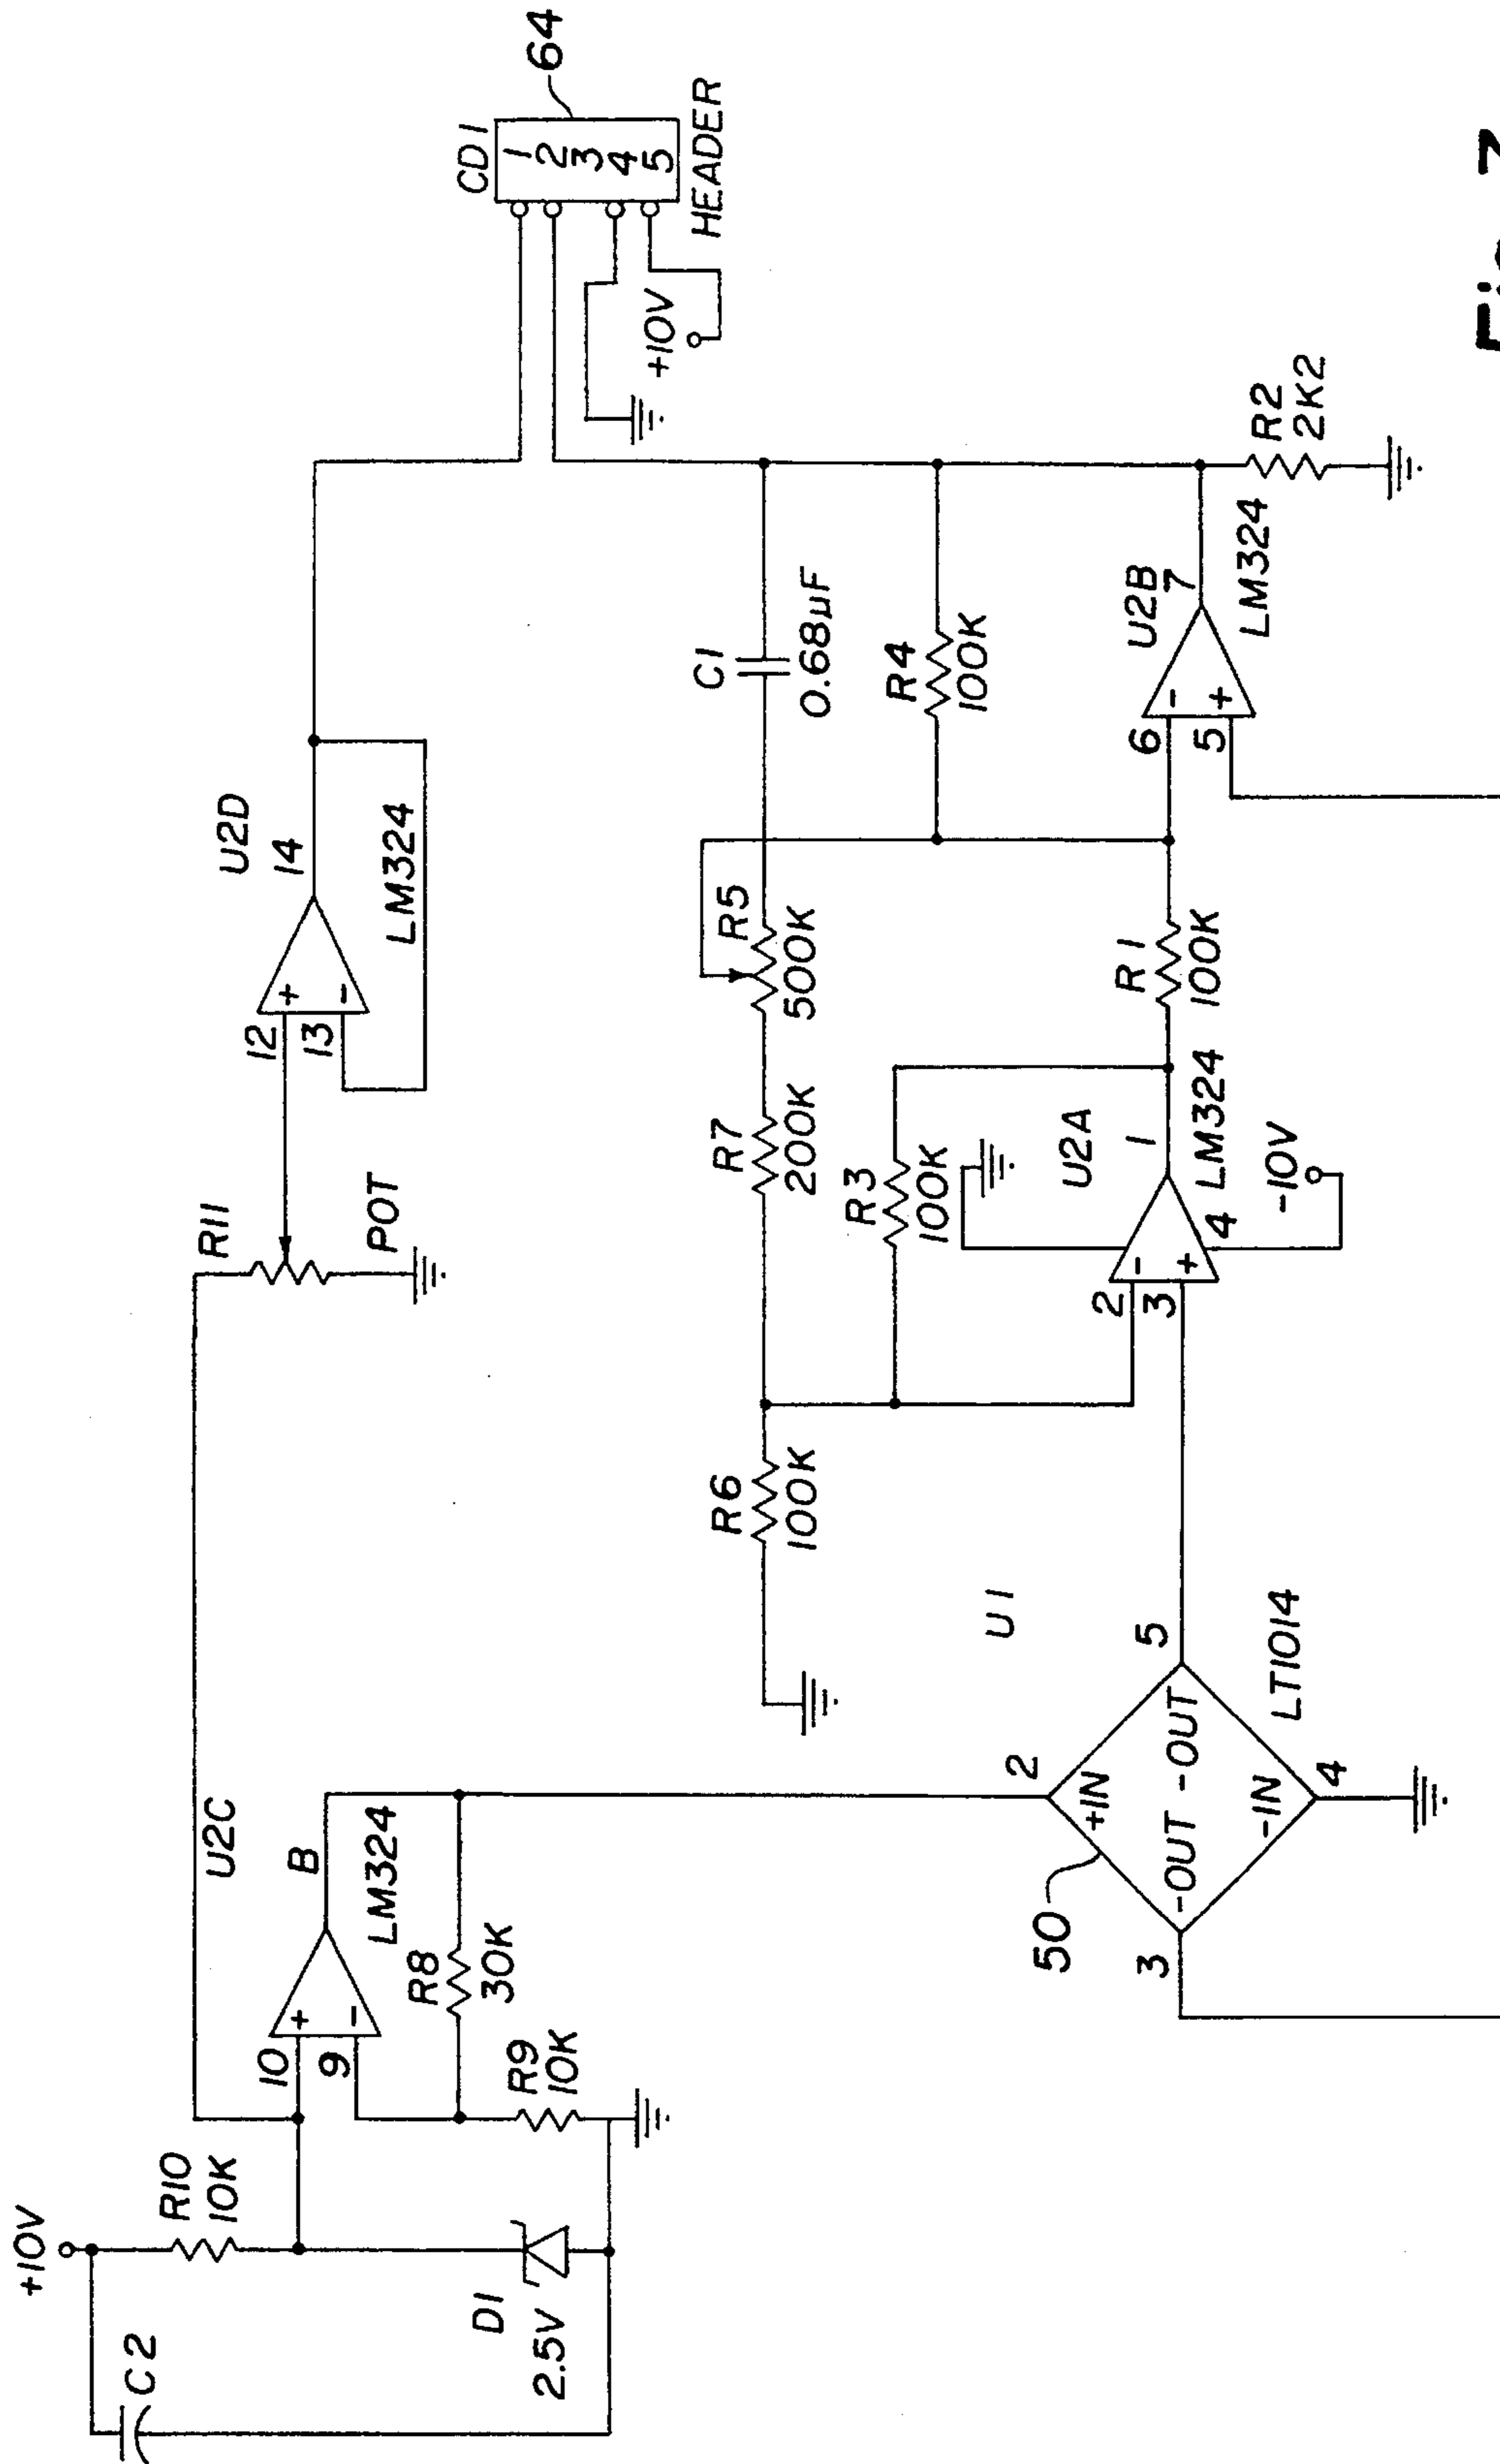 +10V
C2
R10
10K
D1
2.5V
10
9
+
-
U2C
B
LM324
R8
30K
R9
10K
R11
POT
12
13
+
-
U2D
14
LM324
CD1
1
2
3
4
5
64
HEADER
+10V
R6
100K
R7
200K
R5
500K
C1
0.68µF
R3
100K
R4
100K
U2A
2
3
-
+
1
4
LM324
-10V
R1
100K
U2B
6
5
-
+
7
LM324
R2
2K2
U1
50
2
+IN
3
-OUT -OUT
5
-IN
4
LT1014